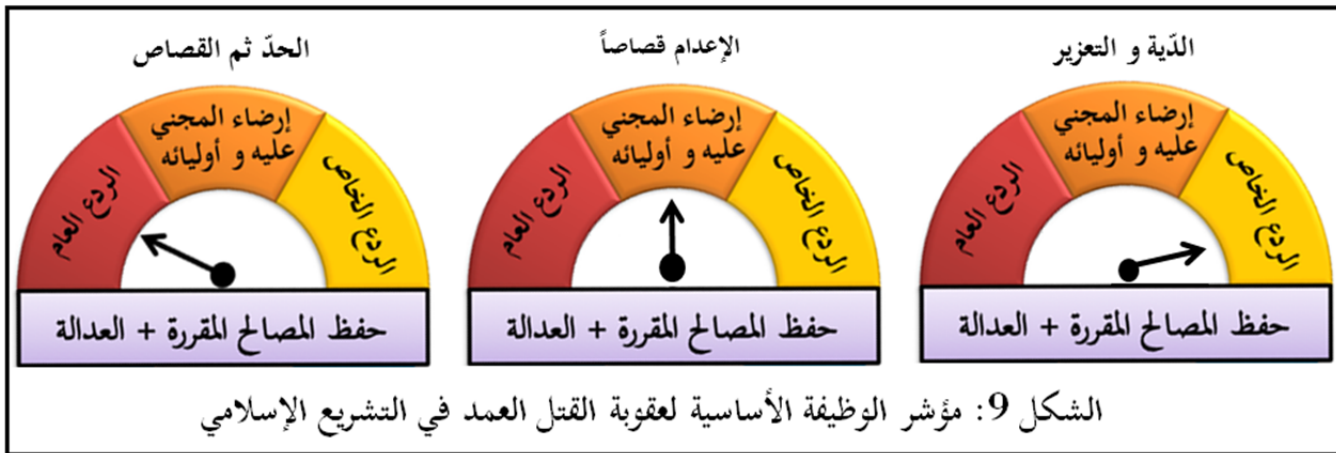 الدّية و التعزير
إرضاء المجني
عليه و أوليائه
الردع الخاص
الردع العام
حفظ المصالح المقررة + العدالة
الإعدام قصاصاً
إرضاء المجني
عليه و أوليائه
الردع الخاص
الردع العام
حفظ المصالح المقررة + العدالة
الحدّ ثم القصاص
إرضاء المجني
عليه و أوليائه
الردع الخاص
الردع العام
حفظ المصالح المقررة + العدالة
الشكل 9: مؤشر الوظيفة الأساسية لعقوبة القتل العمد في التشريع الإسلامي